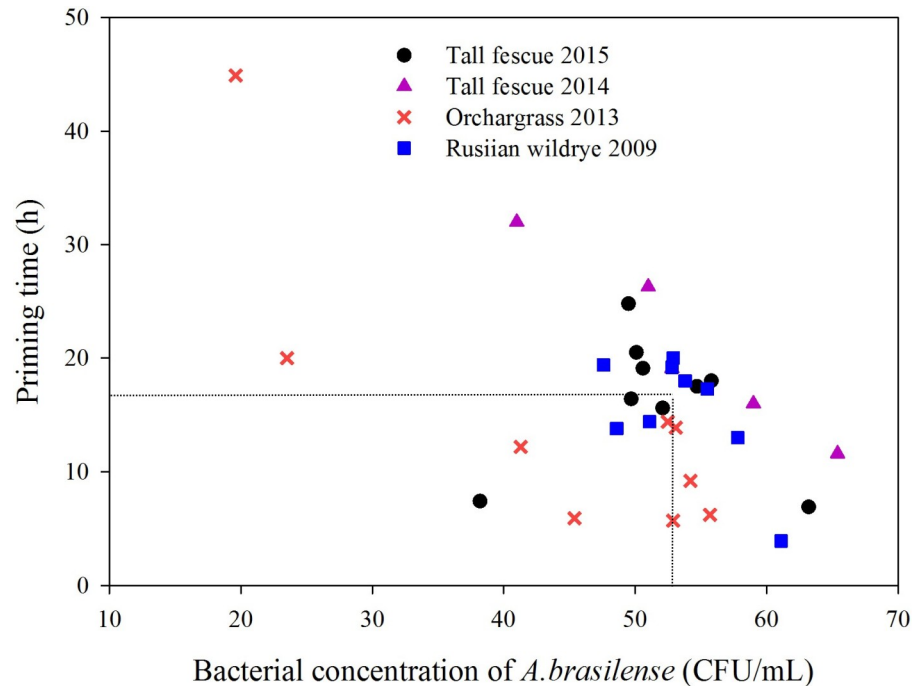 50
Tall fescue 2015
Tall fescue 2014
40
Orchargrass 2013
Rusiian wildrye 2009
30
Priming time (h)
20
10
0
10 20 30 40 50 60 70
Bacterial concentration of A.brasilense (CFU/mL)